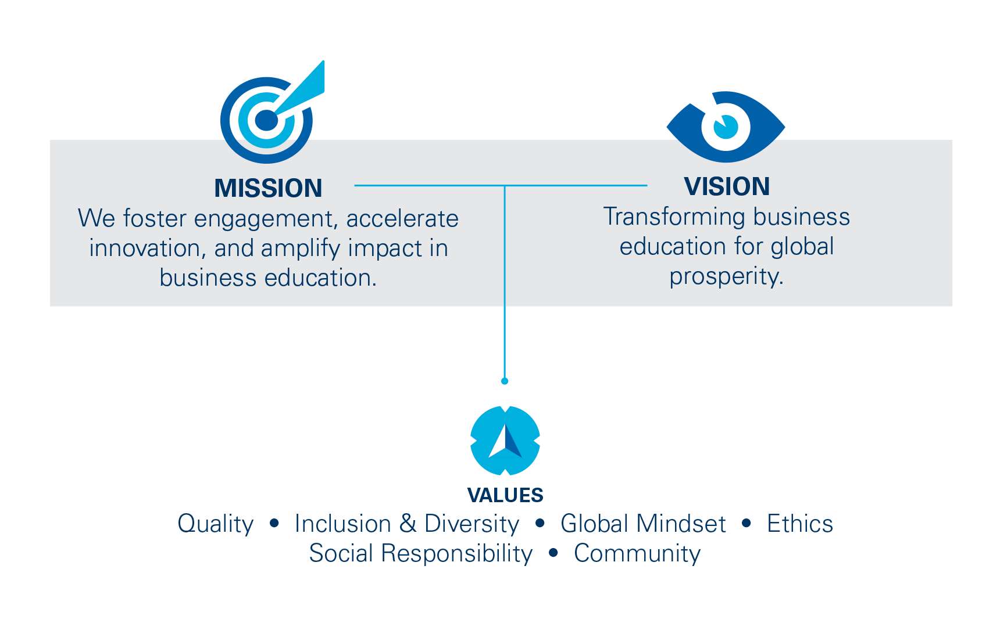 MISSION
We foster engagement, accelerate
innovation, and amplify impact in
business education.
VISION
Transforming business
education for global
prosperity.
VALUES
Quality • Inclusion & Diversity • Global Mindset • Ethics
Social Responsibility • Community